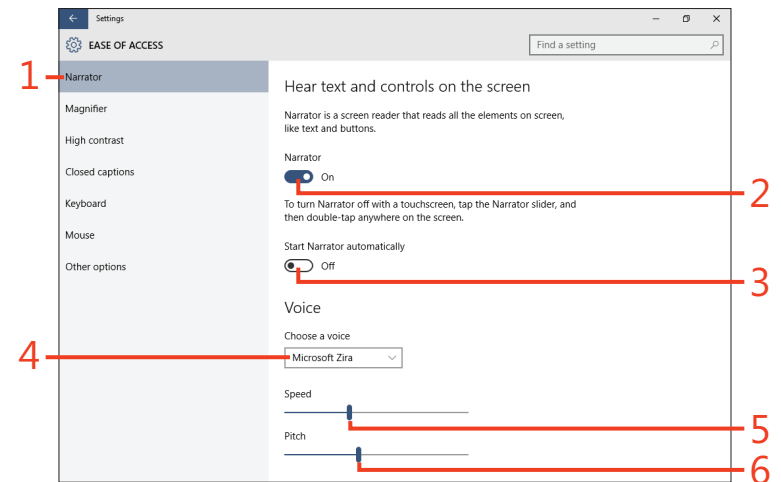 Settings
EASE OF ACCESS
Find a setting
1
Narrator
Magnifier
High contrast
Closed captions
Keyboard
Mouse
Other options
Hear text and controls on the screen
Narrator is a screen reader that reads all the elements on screen,
like text and buttons.
Narrator
On
2
To turn Narrator off with a touchscreen, tap the Narrator slider, and
then double-tap anywhere on the screen.
Start Narrator automatically
Off
3
Voice
Choose a voice
4
Microsoft Zira
Speed
5
Pitch
6